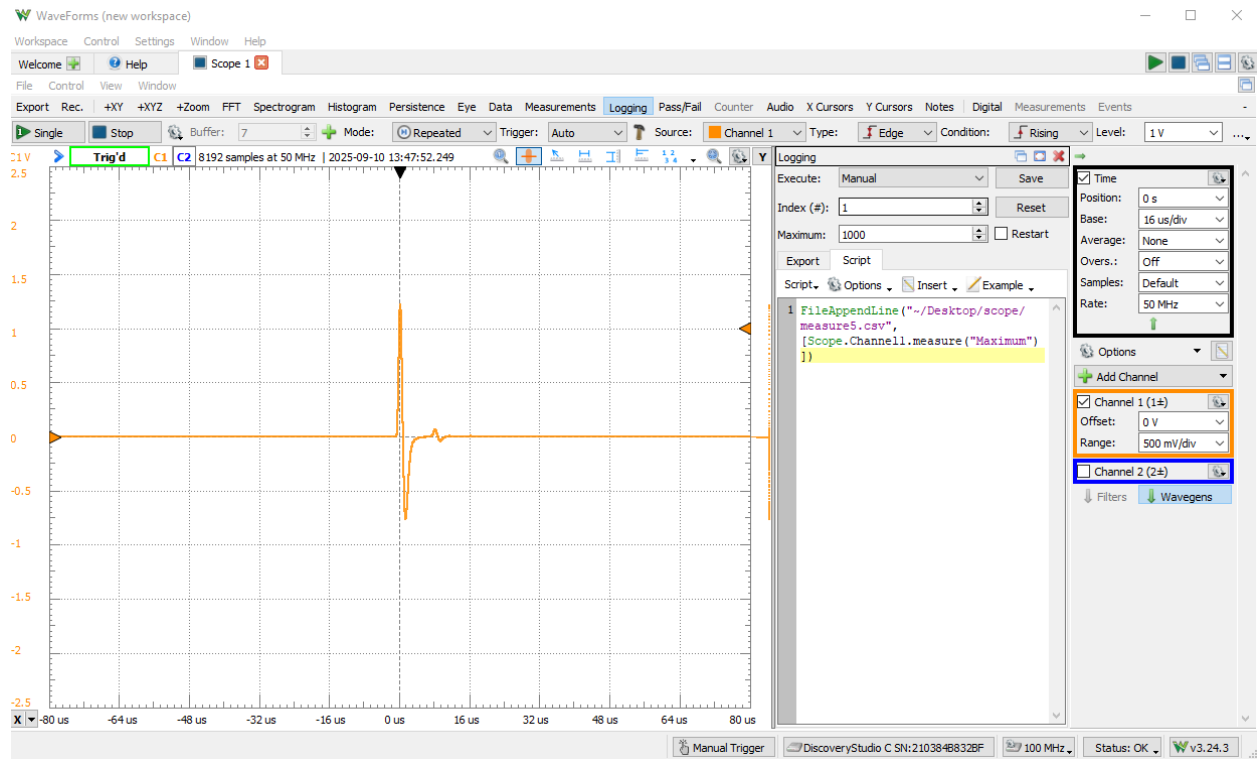 WaveForms (new workspace)
Workspace Control Settings Window Help
Welcome Help Scope 1
File Control View Window
Export Rec. +XY +XYZ +Zoom FFT Spectrogram Histogram Persistence Eye Data Measurements Logging Pass/Fail Counter Audio X Cursors Y Cursors Notes Digital Measurements Events
Single Stop Buffer: 7 Mode: Repeated Trigger: Auto Source: Channel 1 Type: Edge Condition: Rising Level: 1 V ...
Trig'd C1 C2 8192 samples at 50 MHz | 2025-09-10 13:47:52.249 Y
2.5
2
1.5
1
0.5
0
-0.5
-1
-1.5
-2
-2.5
X -80 us -64 us -48 us -32 us -16 us 0 us 16 us 32 us 48 us 64 us 80 us
Logging
Execute: Manual Save
Index (#): 1 Reset
Maximum: 1000 Restart
Export Script
Script Options Insert Example
1 FileAppendLine("~/Desktop/scope/
measure5.csv",
[Scope.Channel1.measure("Maximum")
])
Time
Position: 0 s
Base: 16 us/div
Average: None
Overs.: Off
Samples: Default
Rate: 50 MHz
Options
Add Channel
Channel 1 (1±)
Offset: 0 V
Range: 500 mV/div
Channel 2 (2±)
Filters Wavegens
Manual Trigger DiscoveryStudio C SN:210384B832BF 100 MHz Status: OK v3.24.3